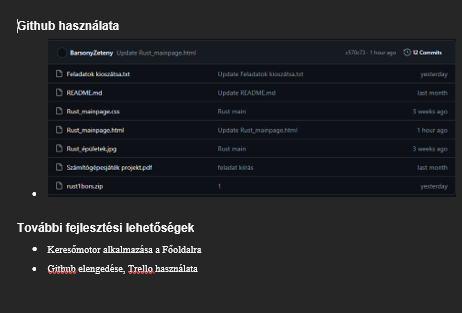 Github használata
BarsonyZeteny Update Rust_mainpage.html c570c73 · 1 hour ago 12 Commits
Feladatok kioszátsa.txt Update Feladatok kioszátsa.txt yesterday
README.md Update README.md last month
Rust_mainpage.css Rust main 3 weeks ago
Rust_mainpage.html Update Rust_mainpage.html 1 hour ago
Rust_épületek.jpg Rust main 3 weeks ago
Számítógépesjáték projekt.pdf feladat kiírás last month
rust1bors.zip 1 yesterday
További fejlesztési lehetőségek
Keresőmotor alkalmazása a Főoldalra
Github elengedése, Trello használata